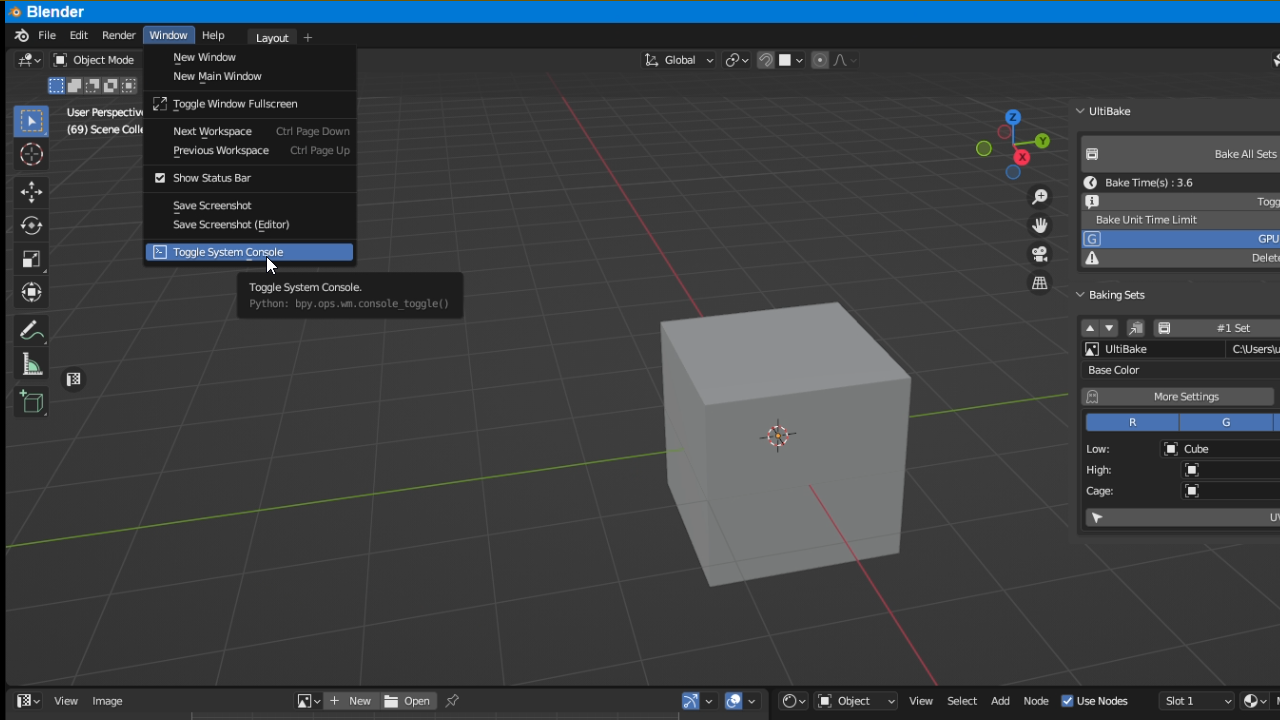 Blender
File Edit Render Window Help Layout +
Object Mode Global
New Window
New Main Window
Toggle Window Fullscreen
Next Workspace Ctrl Page Down
Previous Workspace Ctrl Page Up
Show Status Bar
Save Screenshot
Save Screenshot (Editor)
Toggle System Console
Toggle System Console.
Python: bpy.ops.wm.console_toggle()
User Perspectiv
(69) Scene Colle
Z
Y
X
UltiBake
Bake All Sets
Bake Time(s) : 3.6
Togg
Bake Unit Time Limit
G GPU
Delet
Baking Sets
#1 Set
UltiBake C:\Users\u
Base Color
More Settings
R G
Low: Cube
High:
Cage:
View Image + New Open Object View Select Add Node Use Nodes Slot 1